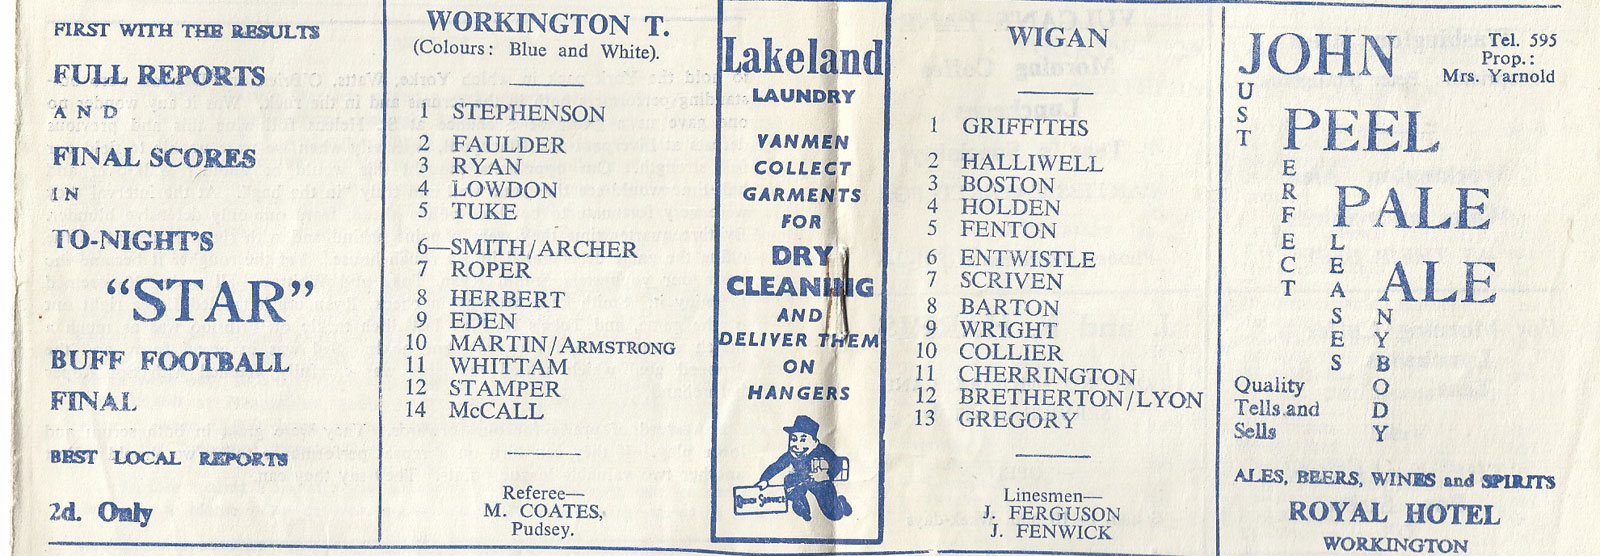 FIRST WITH THE RESULTS
FULL REPORTS
AND
FINAL SCORES
IN
TO-NIGHT'S
"STAR"
BUFF FOOTBALL
FINAL
BEST LOCAL REPORTS
2d. Only
WORKINGTON T.
(Colours: Blue and White).
1 STEPHENSON
2 FAULDER
3 RYAN
4 LOWDON
5 TUKE
6—SMITH/ARCHER
7 ROPER
8 HERBERT
9 EDEN
10 MARTIN/ARMSTRONG
11 WHITTAM
12 STAMPER
14 McCALL
Referee—
M. COATES,
Pudsey.
Lakeland
LAUNDRY
VANMEN
COLLECT
GARMENTS
FOR
DRY
CLEANING
AND
DELIVER THEM
ON
HANGERS
WIGAN
1 GRIFFITHS
2 HALLIWELL
3 BOSTON
4 HOLDEN
5 FENTON
6 ENTWISTLE
7 SCRIVEN
8 BARTON
9 WRIGHT
10 COLLIER
11 CHERRINGTON
12 BRETHERTON/LYON
13 GREGORY
Linesmen—
J. FERGUSON
J. FENWICK
JOHN
Tel. 595
Prop.:
Mrs. Yarnold
JUST
PEEL
PERFECT
PALE
PLEASES
ALE
ANYBODY
Quality
Tells and
Sells
ALES, BEERS, WINES and SPIRITS
ROYAL HOTEL
WORKINGTON